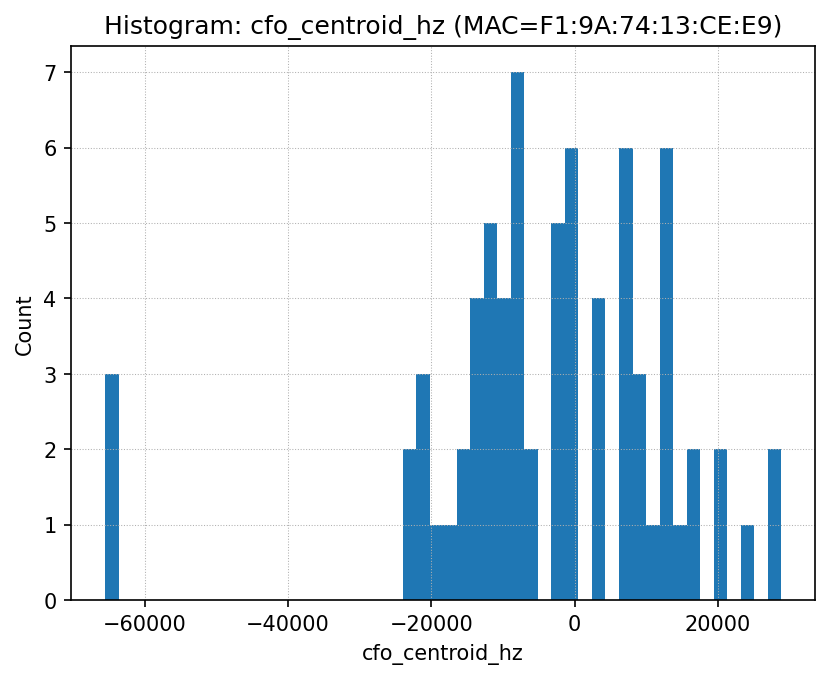 Histogram: cfo_centroid_hz (MAC=F1:9A:74:13:CE:E9)
7
6
5
4
3
2
1
0
Count
−60000 −40000 −20000 0 20000
cfo_centroid_hz